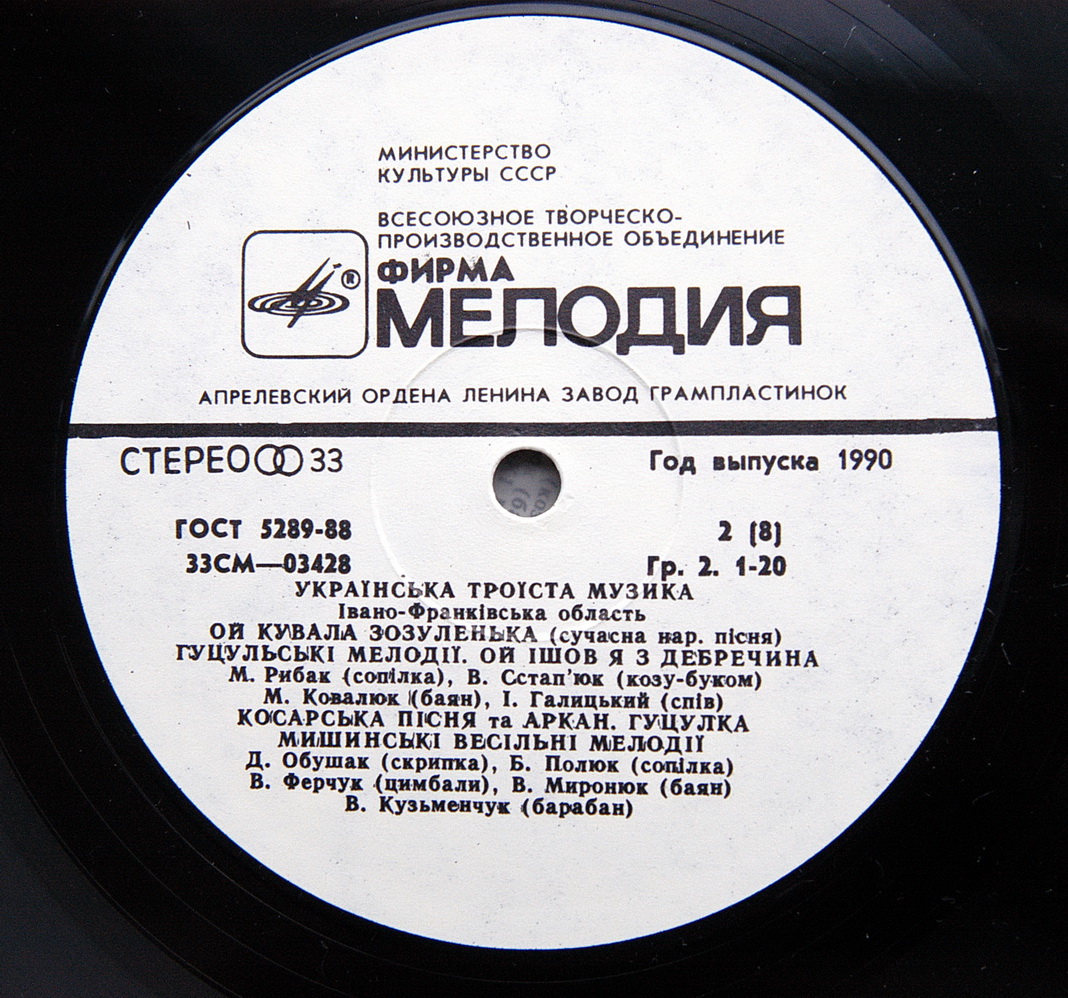 МИНИСТЕРСТВО
КУЛЬТУРЫ СССР
ВСЕСОЮЗНОЕ ТВОРЧЕСКО-
ПРОИЗВОДСТВЕННОЕ ОБЪЕДИНЕНИЕ
ФИРМА
®
МЕЛОДИЯ
АПРЕЛЕВСКИЙ ОРДЕНА ЛЕНИНА ЗАВОД ГРАМПЛАСТИНОК
СТЕРЕО 33 Год выпуска 1990
ГОСТ 5289-88 2 (8)
33СМ—03428 Гр. 2. 1-20
УКРАЇНСЬКА ТРОЇСТА МУЗИКА
Івано-Франківська область
ОЙ КУВАЛА ЗОЗУЛЕНЬКА (сучасна нар. пісня)
ГУЦУЛЬСЬКІ МЕЛОДІЇ. ОЙ ІШОВ Я З ДЕБРЕЧИНА
М. Рибак (сопілка), В. Сстап'юк (козу-буком)
М. Ковалюк (баян), І. Галицький (спів)
КОСАРСЬКА ПІСНЯ та АРКАН. ГУЦУЛКА
МИШИНСЬКІ ВЕСІЛЬНІ МЕЛОДІЇ
Д. Обушак (скрипка), Б. Полюк (сопілка)
В. Ферчук (цимбали), В. Миронюк (баян)
В. Кузьменчук (барабан)